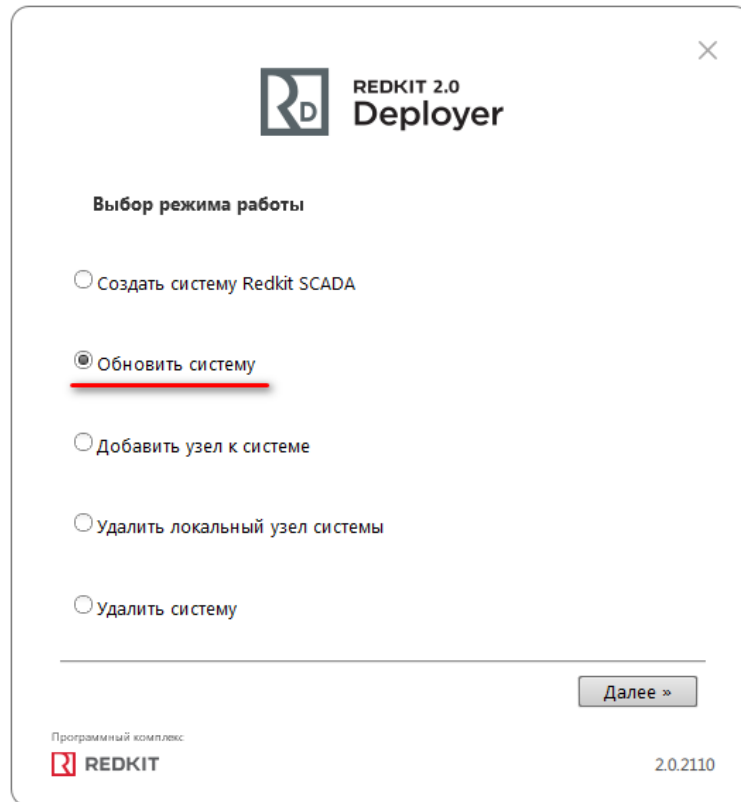 REDKIT 2.0
Deployer
Выбор режима работы
Создать систему Redkit SCADA
Обновить систему
Добавить узел к системе
Удалить локальный узел системы
Удалить систему
Далее »
Программный комплекс
REDKIT
2.0.2110